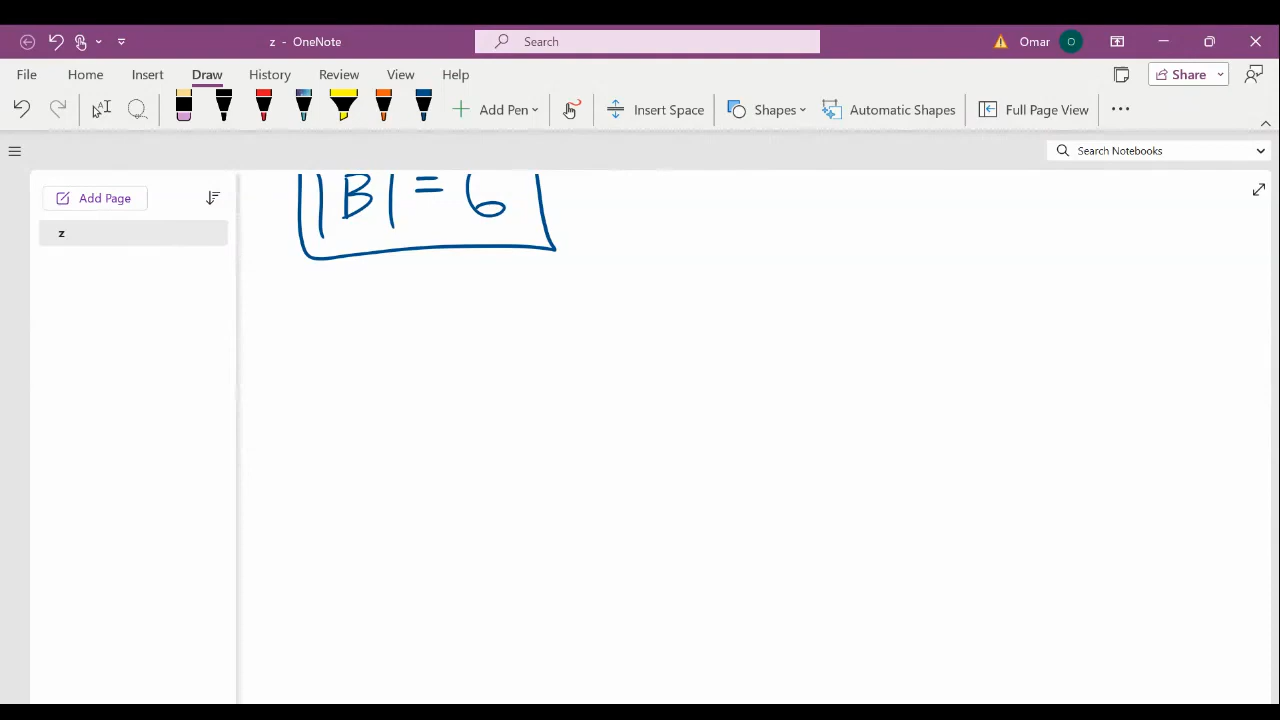 z - OneNote
Search
Omar
O
File
Home
Insert
Draw
History
Review
View
Help
Share
Add Pen
Insert Space
Shapes
Automatic Shapes
Full Page View
Search Notebooks
Add Page
z
|B| = 6